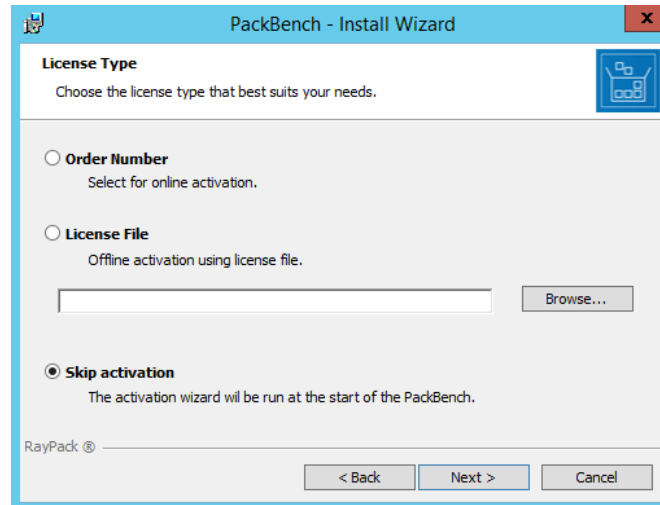 PackBench - Install Wizard
x
License Type
Choose the license type that best suits your needs.
Order Number
Select for online activation.
License File
Offline activation using license file.
Browse...
Skip activation
The activation wizard wil be run at the start of the PackBench.
RayPack ®
< Back Next > Cancel